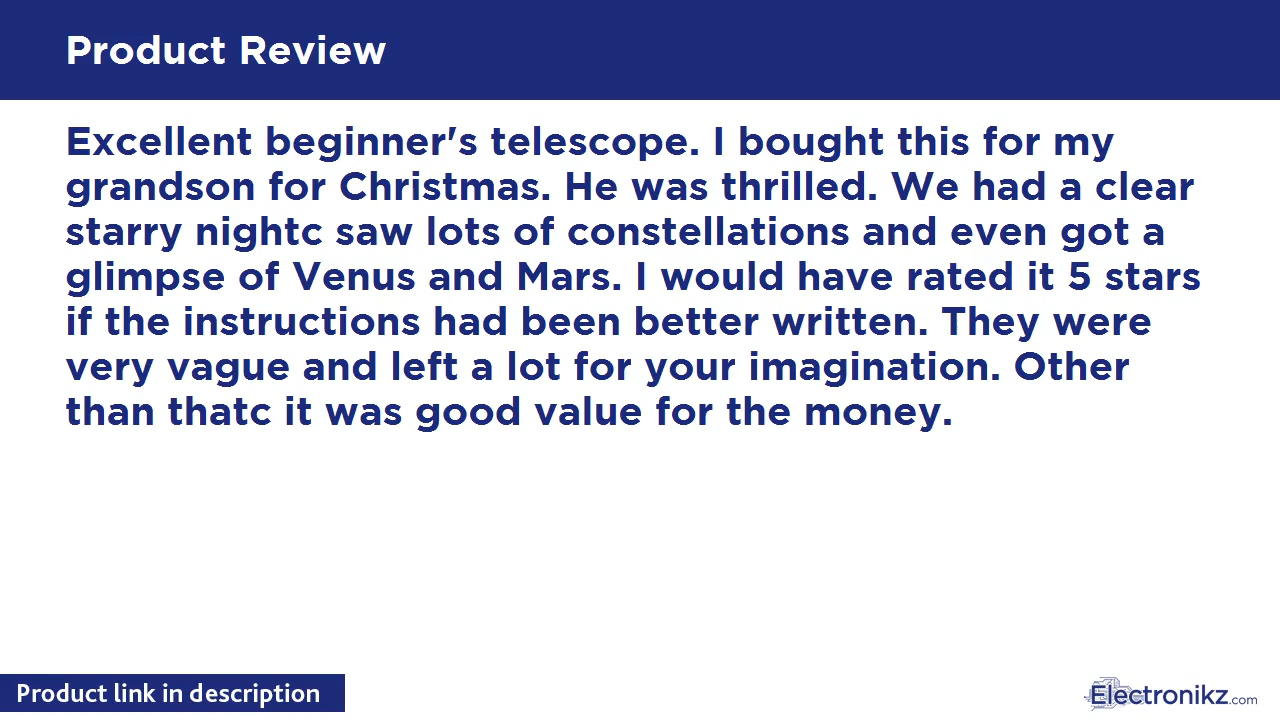 Product Review
Excellent beginner's telescope. I bought this for my
grandson for Christmas. He was thrilled. We had a clear
starry nightc saw lots of constellations and even got a
glimpse of Venus and Mars. I would have rated it 5 stars
if the instructions had been better written. They were
very vague and left a lot for your imagination. Other
than thatc it was good value for the money.
Product link in description
Electronikz.com